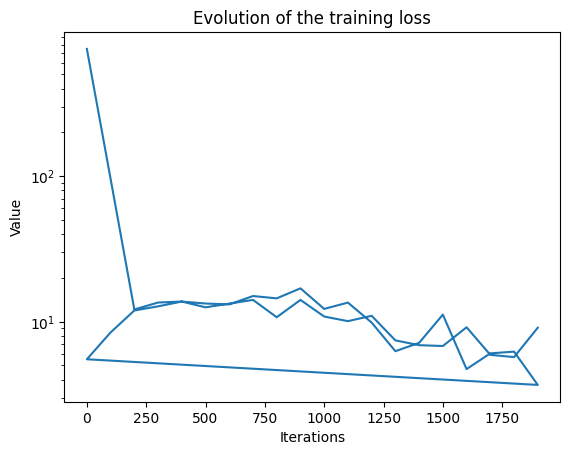 Evolution of the training loss
Value
10²
10¹
0 250 500 750 1000 1250 1500 1750
Iterations